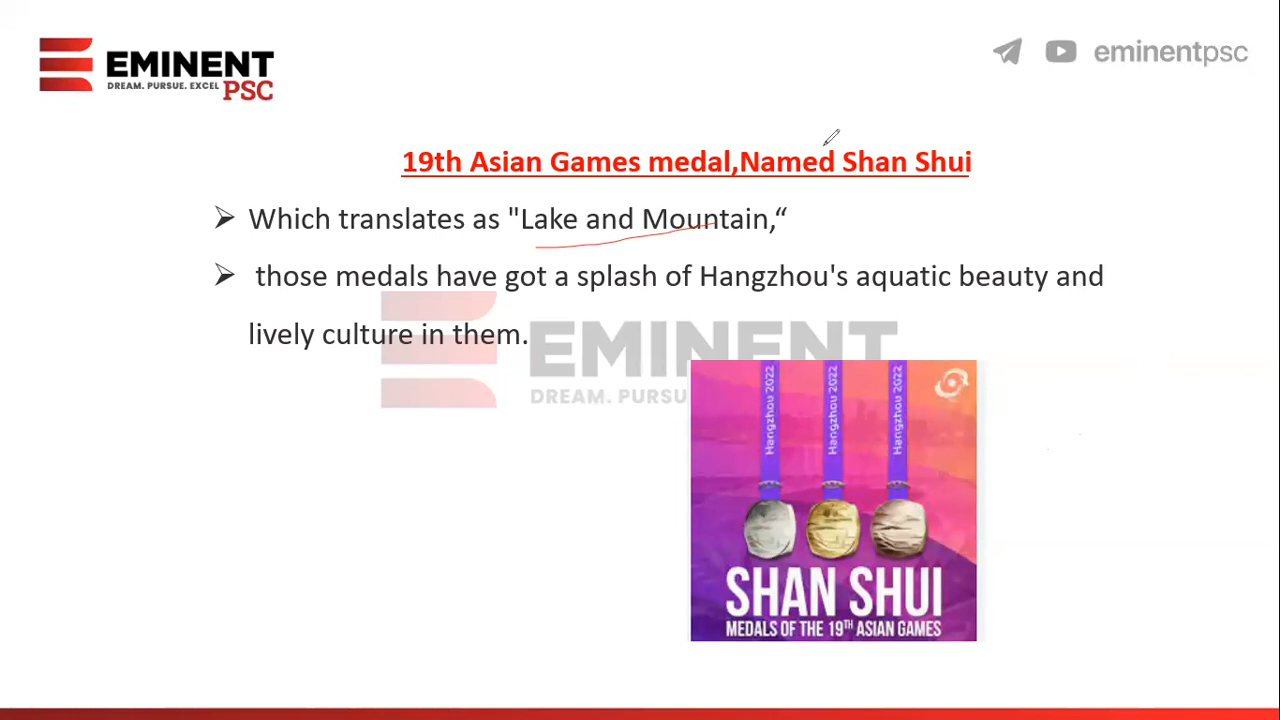 EMINENT
DREAM. PURSUE. EXCEL
PSC
eminentpsc
19th Asian Games medal,Named Shan Shui
Which translates as "Lake and Mountain,“
those medals have got a splash of Hangzhou's aquatic beauty and
lively culture in them.
EMINENT
DREAM. PURSU
Hangzhou 2022
Hangzhou 2022
Hangzhou 2022
SHAN SHUI
MEDALS OF THE 19TH ASIAN GAMES